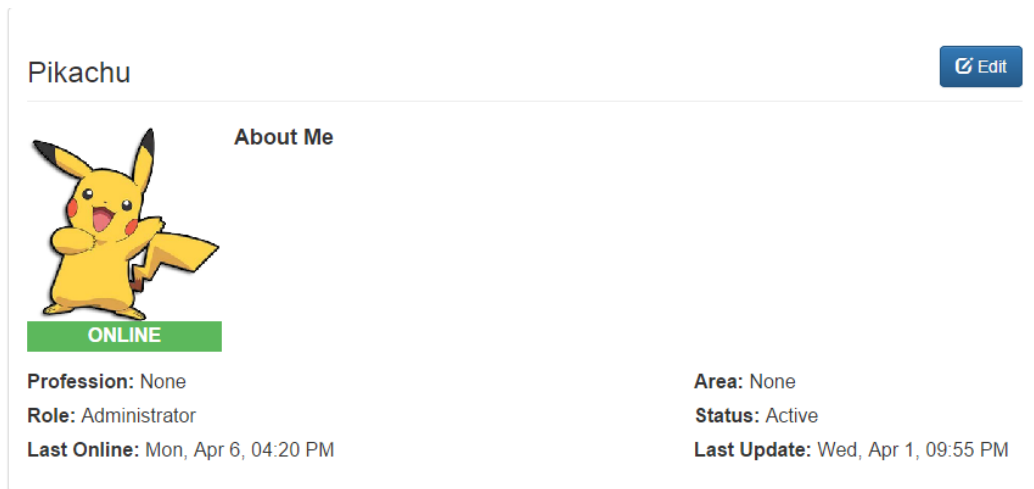 Pikachu
Edit
About Me
ONLINE
Profession: None
Area: None
Role: Administrator
Status: Active
Last Online: Mon, Apr 6, 04:20 PM
Last Update: Wed, Apr 1, 09:55 PM